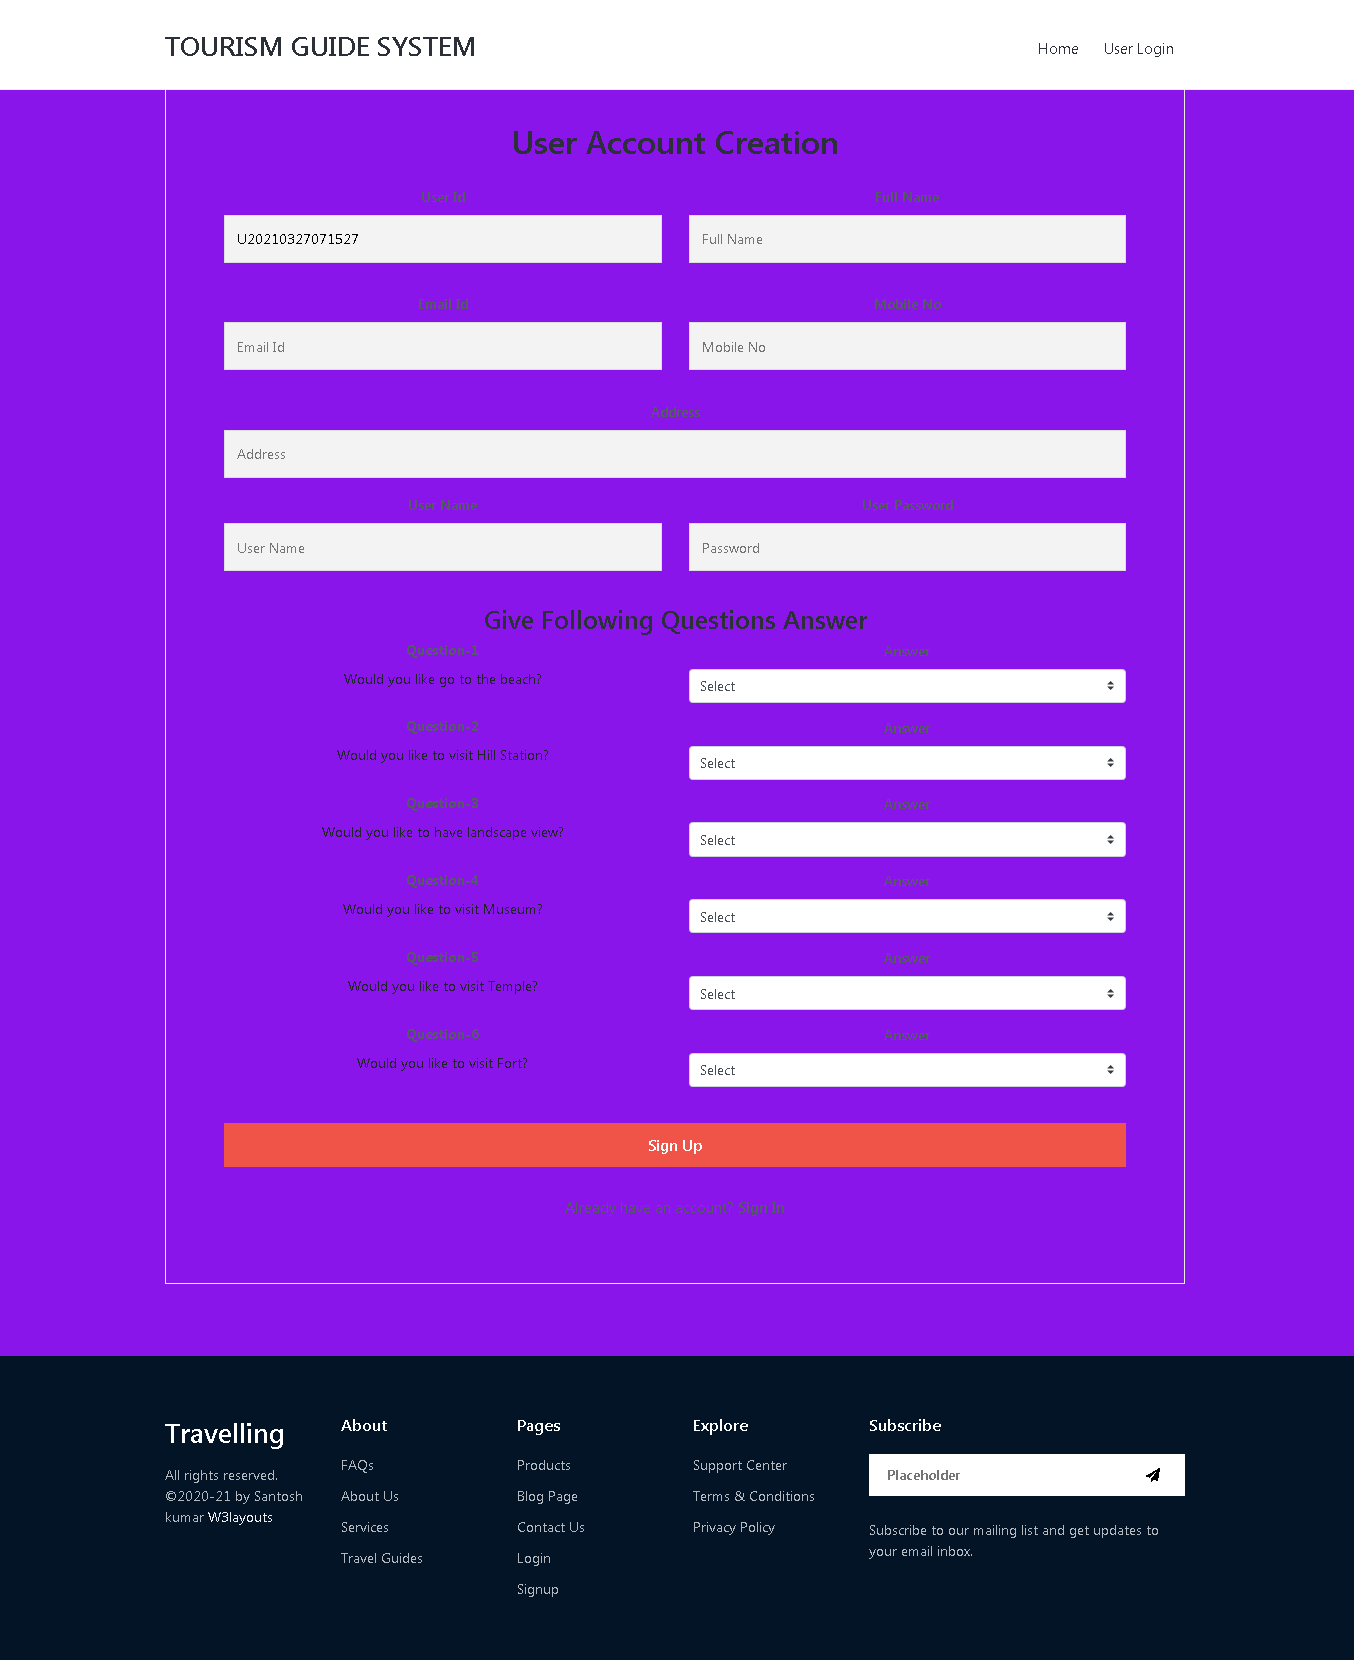 TOURISM GUIDE SYSTEM
Home User Login
User Account Creation
User Id Full Name
U20210327071527 Full Name
Email Id Mobile No
Email Id Mobile No
Address
Address
User Name User Password
User Name Password
Give Following Questions Answer
Question-1 Answer
Would you like go to the beach? Select
Question-2 Answer
Would you like to visit Hill Station? Select
Question-3 Answer
Would you like to have landscape view? Select
Question-4 Answer
Would you like to visit Museum? Select
Question-5 Answer
Would you like to visit Temple? Select
Question-6 Answer
Would you like to visit Fort? Select
Sign Up
Already have an account? Sign In
Travelling
All rights reserved.
©2020-21 by Santosh
kumar W3layouts
About
FAQs
About Us
Services
Travel Guides
Pages
Products
Blog Page
Contact Us
Login
Signup
Explore
Support Center
Terms & Conditions
Privacy Policy
Subscribe
Placeholder
Subscribe to our mailing list and get updates to
your email inbox.